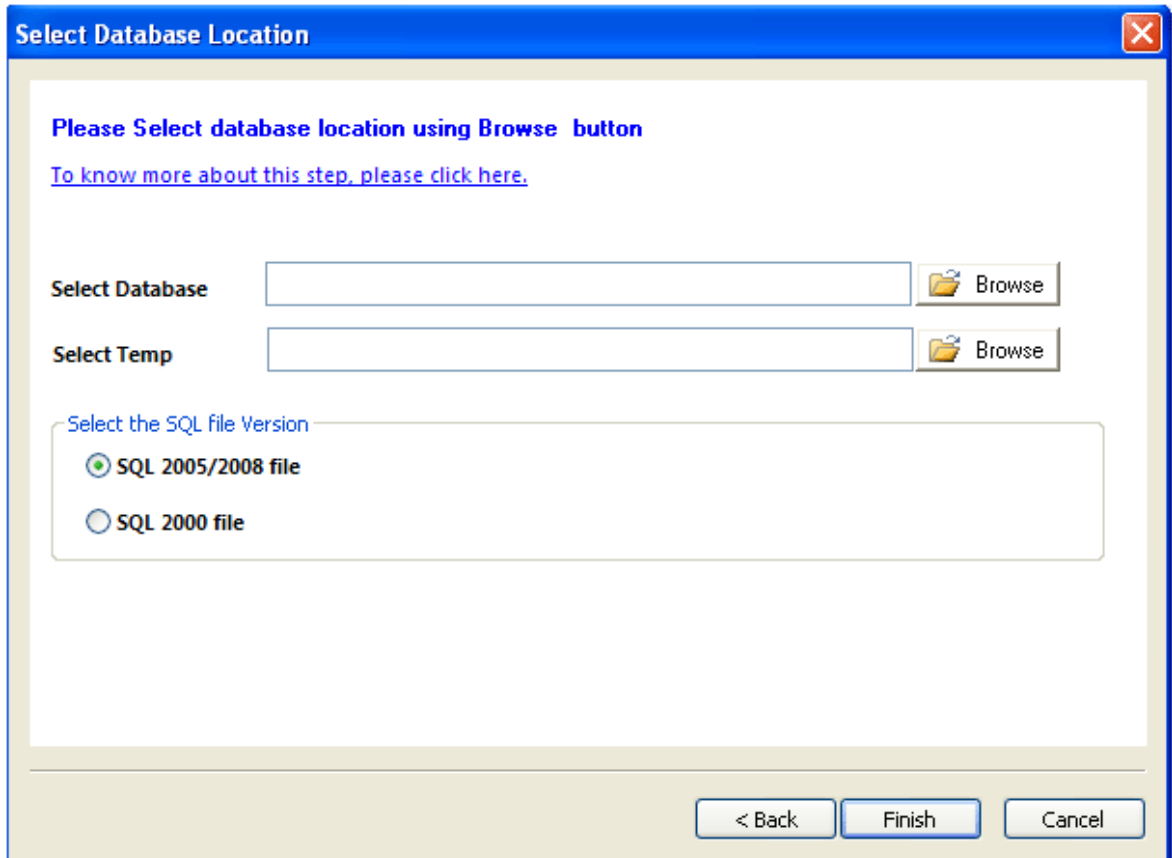 Select Database Location
Please Select database location using Browse  button
To know more about this step, please click here.
Select Database
Browse
Select Temp
Browse
Select the SQL file Version
SQL 2005/2008 file
SQL 2000 file
< Back
Finish
Cancel